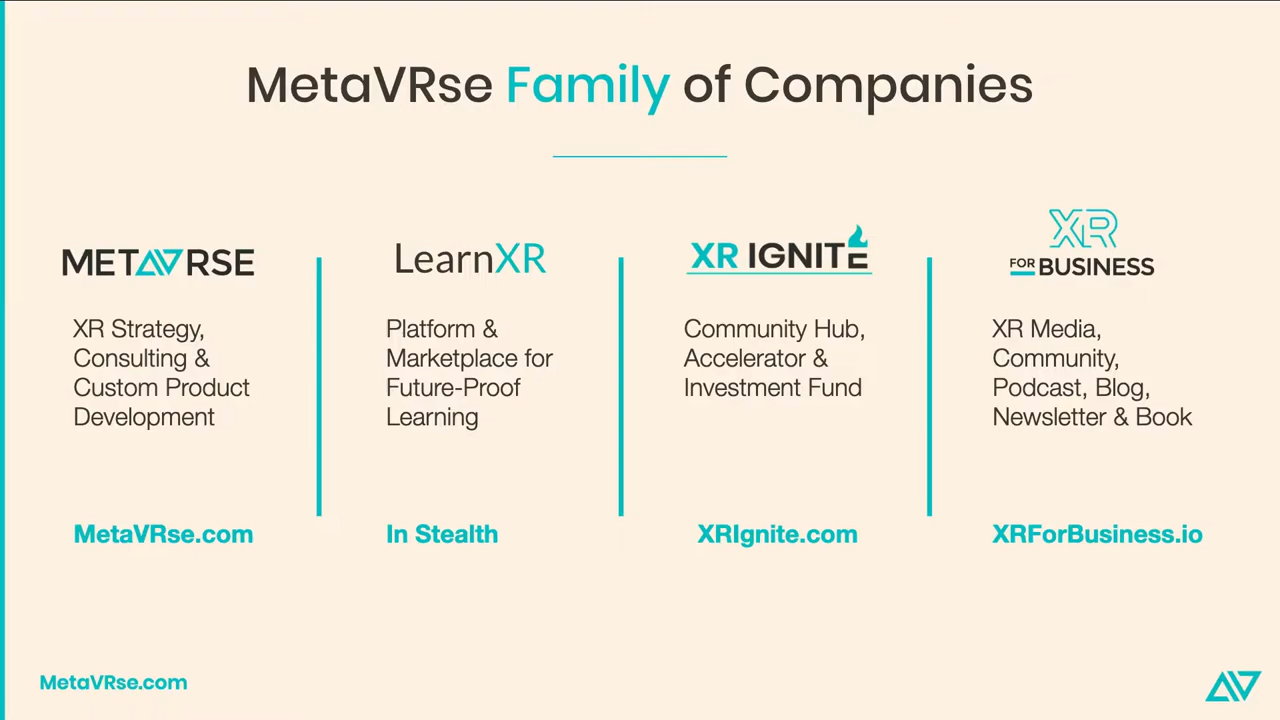 MetaVRse Family of Companies
METAVRSE
XR Strategy,
Consulting &
Custom Product
Development
MetaVRse.com
LearnXR
Platform &
Marketplace for
Future-Proof
Learning
In Stealth
XR IGNITE
Community Hub,
Accelerator &
Investment Fund
XRIgnite.com
XR
FOR BUSINESS
XR Media,
Community,
Podcast, Blog,
Newsletter & Book
XRForBusiness.io
MetaVRse.com